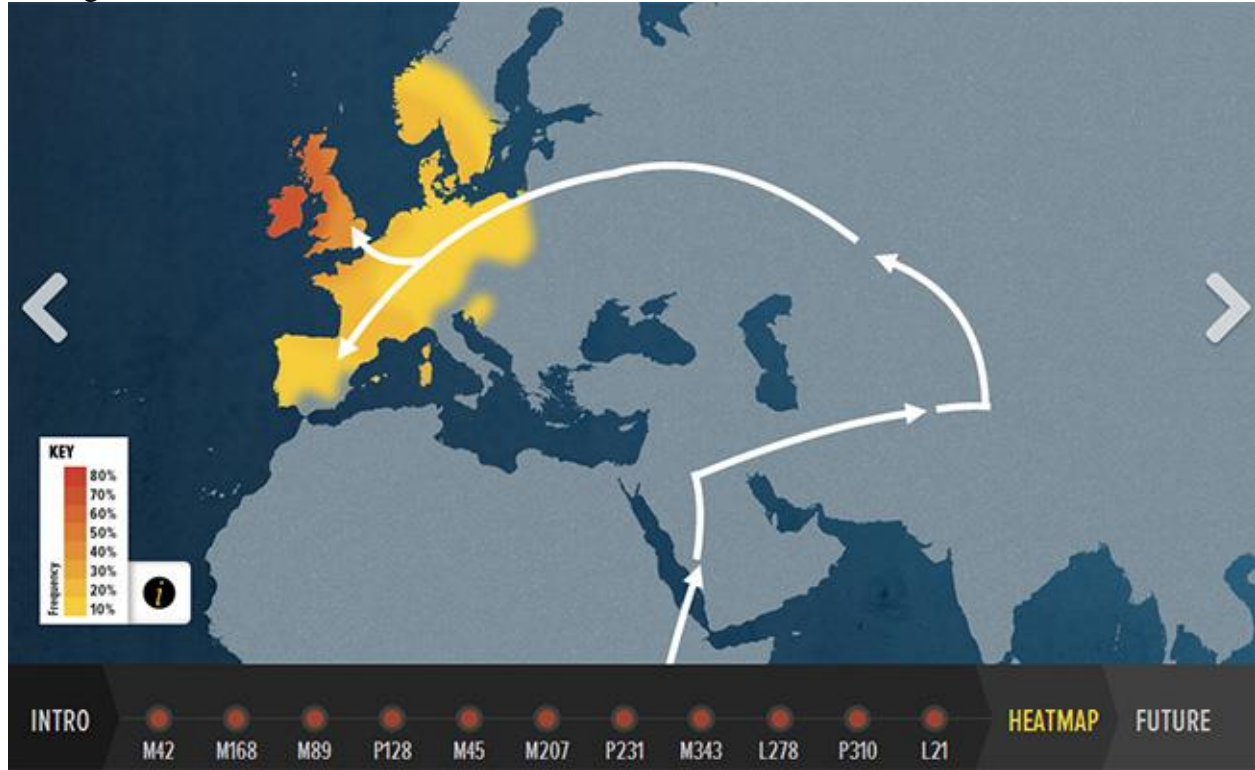 KEY
80%
70%
60%
50%
40%
30%
20%
10%
Frequency
i
INTRO
M42 M168 M89 P128 M45 M207 P231 M343 L278 P310 L21
HEATMAP
FUTURE